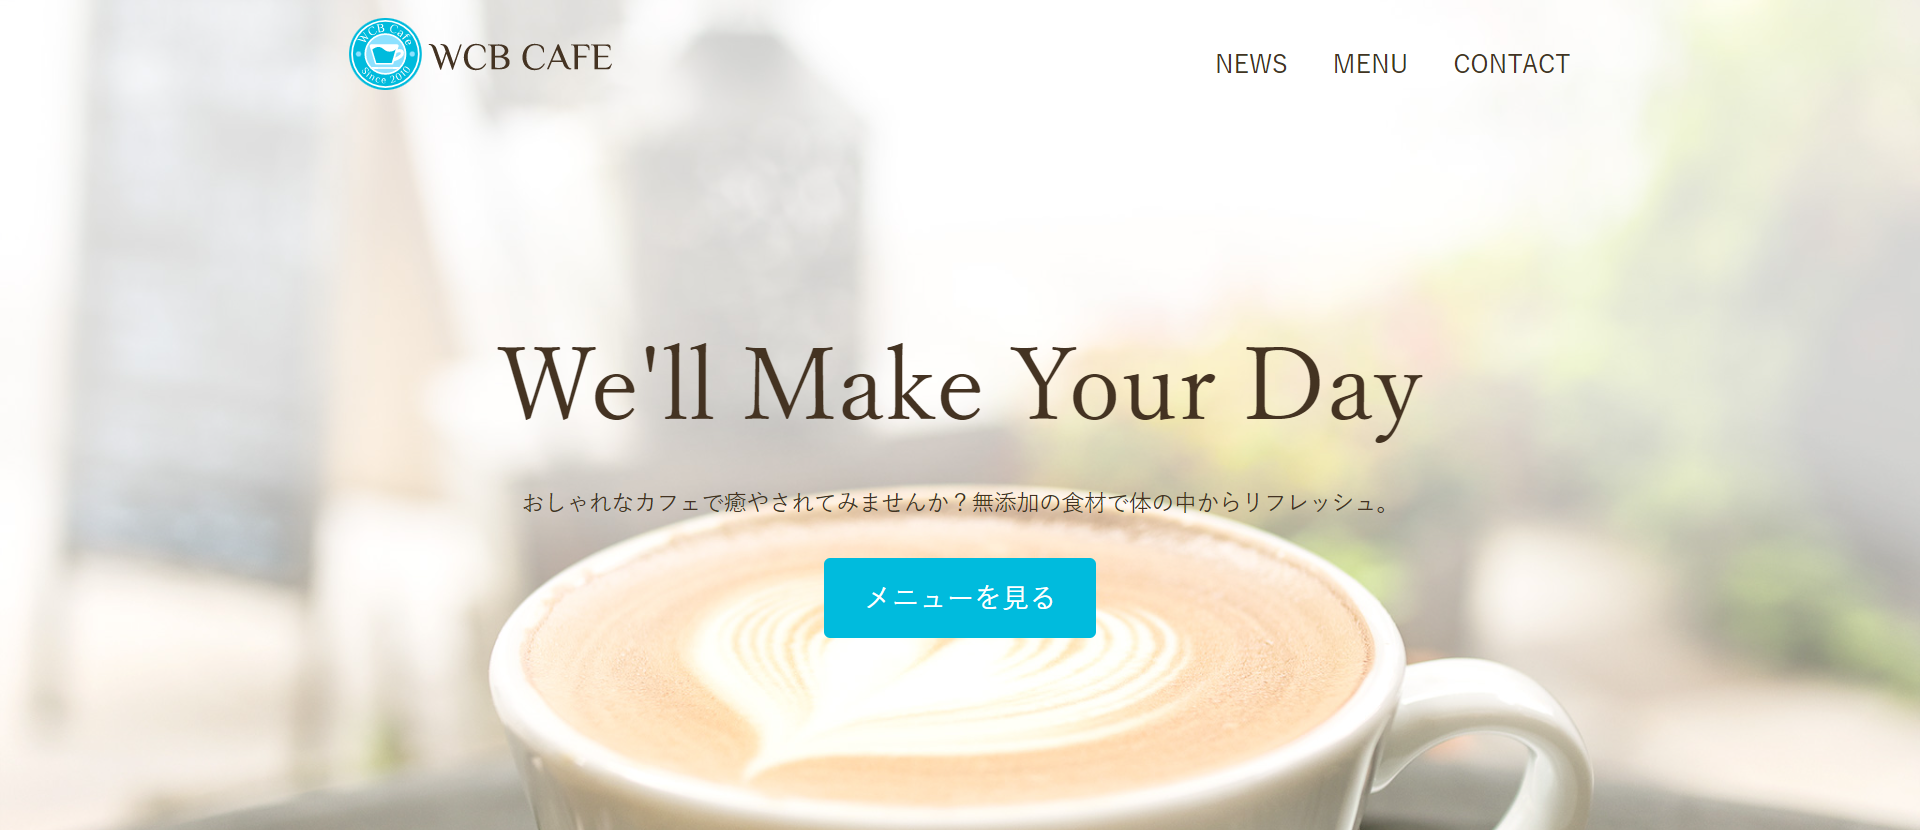 WCB Cafe
Since 2010
WCB CAFE
NEWS
MENU
CONTACT
We'll Make Your Day
おしゃれなカフェで癒やされてみませんか？無添加の食材で体の中からリフレッシュ。
メニューを見る